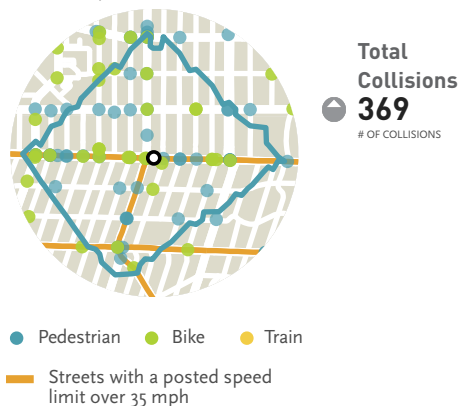 Total
Collisions
369
# OF COLLISIONS
Pedestrian Bike Train
Streets with a posted speed
limit over 35 mph